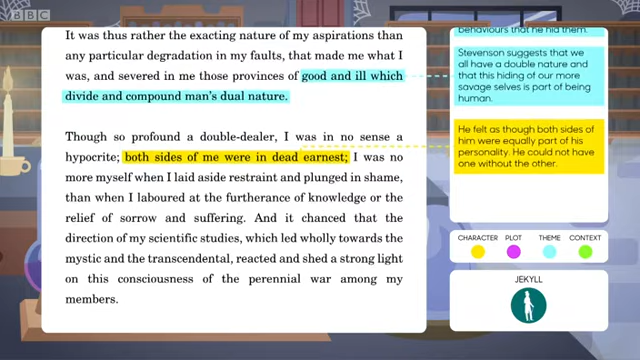 BBC
It was thus rather the exacting nature of my aspirations than
any particular degradation in my faults, that made me what I
was, and severed in me those provinces of good and ill which
divide and compound man's dual nature.
Though so profound a double-dealer, I was in no sense a
hypocrite; both sides of me were in dead earnest; I was no
more myself when I laid aside restraint and plunged in shame,
than when I laboured at the furtherance of knowledge or the
relief of sorrow and suffering. And it chanced that the
direction of my scientific studies, which led wholly towards the
mystic and the transcendental, reacted and shed a strong light
on this consciousness of the perennial war among my
members.
behaviours that he hid them.
Stevenson suggests that we
all have a double nature and
that this hiding of our more
savage selves is part of being
human.
He felt as though both sides of
him were equally part of his
personality. He could not have
one without the other.
CHARACTER PLOT THEME CONTEXT
JEKYLL